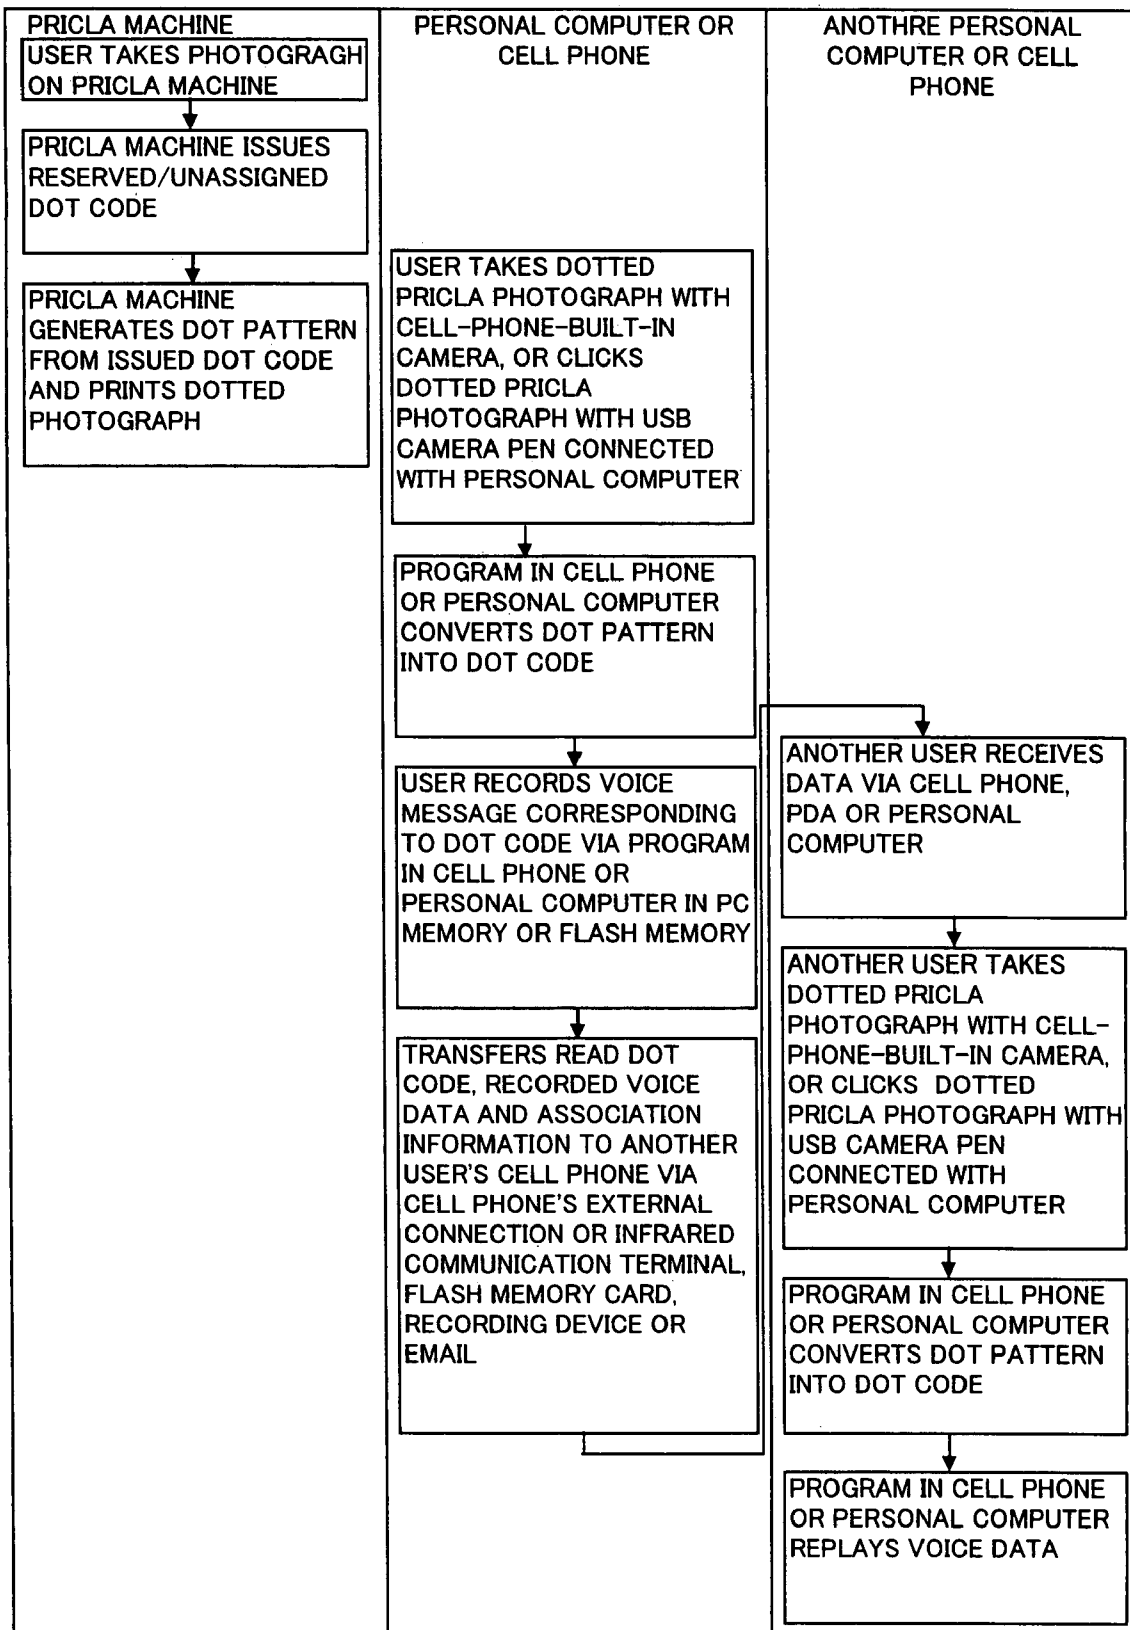 PRICLA MACHINE
USER TAKES PHOTOGRAGH
ON PRICLA MACHINE
PRICLA MACHINE ISSUES
RESERVED/UNASSIGNED
DOT CODE
PRICLA MACHINE
GENERATES DOT PATTERN
FROM ISSUED DOT CODE
AND PRINTS DOTTED
PHOTOGRAPH
PERSONAL COMPUTER OR
CELL PHONE
USER TAKES DOTTED
PRICLA PHOTOGRAPH WITH
CELL-PHONE-BUILT-IN
CAMERA, OR CLICKS
DOTTED PRICLA
PHOTOGRAPH WITH USB
CAMERA PEN CONNECTED
WITH PERSONAL COMPUTER
PROGRAM IN CELL PHONE
OR PERSONAL COMPUTER
CONVERTS DOT PATTERN
INTO DOT CODE
USER RECORDS VOICE
MESSAGE CORRESPONDING
TO DOT CODE VIA PROGRAM
IN CELL PHONE OR
PERSONAL COMPUTER IN PC
MEMORY OR FLASH MEMORY
TRANSFERS READ DOT
CODE, RECORDED VOICE
DATA AND ASSOCIATION
INFORMATION TO ANOTHER
USER'S CELL PHONE VIA
CELL PHONE'S EXTERNAL
CONNECTION OR INFRARED
COMMUNICATION TERMINAL,
FLASH MEMORY CARD,
RECORDING DEVICE OR
EMAIL
ANOTHRE PERSONAL
COMPUTER OR CELL
PHONE
ANOTHER USER RECEIVES
DATA VIA CELL PHONE,
PDA OR PERSONAL
COMPUTER
ANOTHER USER TAKES
DOTTED PRICLA
PHOTOGRAPH WITH CELL-
PHONE-BUILT-IN CAMERA,
OR CLICKS DOTTED
PRICLA PHOTOGRAPH WITH
USB CAMERA PEN
CONNECTED WITH
PERSONAL COMPUTER
PROGRAM IN CELL PHONE
OR PERSONAL COMPUTER
CONVERTS DOT PATTERN
INTO DOT CODE
PROGRAM IN CELL PHONE
OR PERSONAL COMPUTER
REPLAYS VOICE DATA